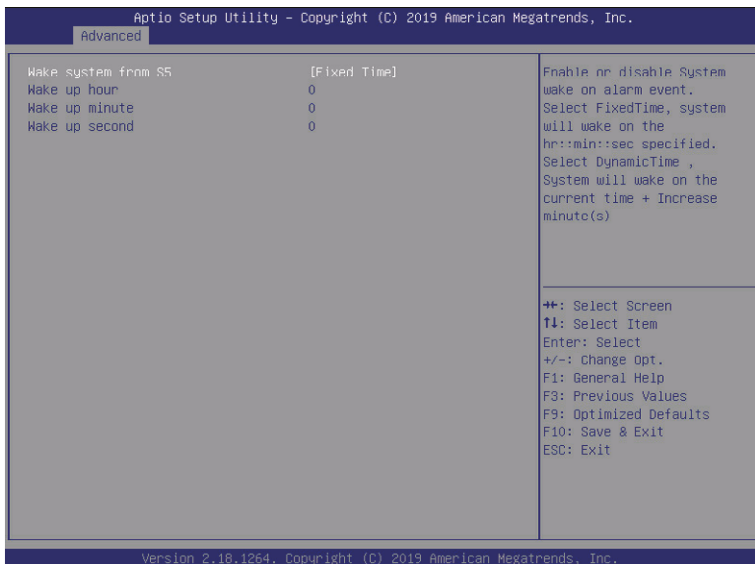 Aptio Setup Utility – Copyright (C) 2019 American Megatrends, Inc.
Advanced
Wake system from S5 [Fixed Time]
Wake up hour 0
Wake up minute 0
Wake up second 0
Enable or disable System
wake on alarm event.
Select FixedTime, system
will wake on the
hr::min::sec specified.
Select DynamicTime ,
System will wake on the
current time + Increase
minute(s)
→←: Select Screen
↑↓: Select Item
Enter: Select
+/-: Change Opt.
F1: General Help
F3: Previous Values
F9: Optimized Defaults
F10: Save & Exit
ESC: Exit
Version 2.18.1264. Copyright (C) 2019 American Megatrends, Inc.